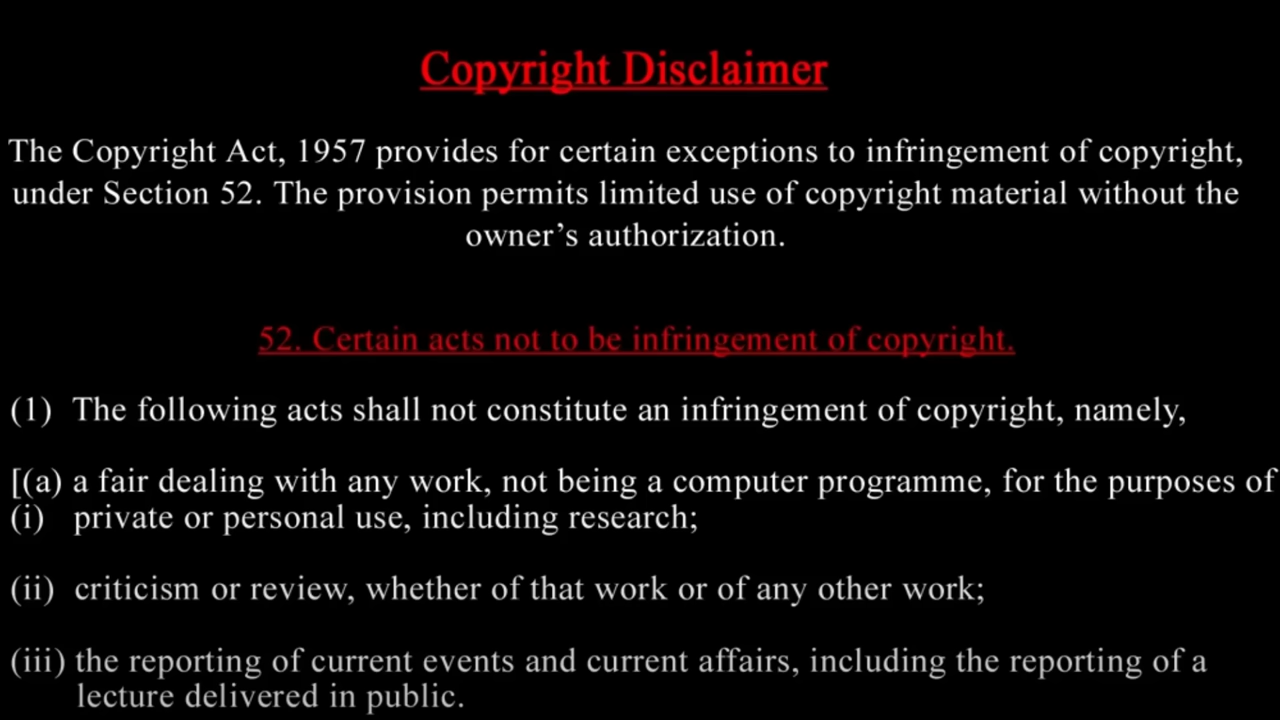 Copyright Disclaimer
The Copyright Act, 1957 provides for certain exceptions to infringement of copyright,
under Section 52. The provision permits limited use of copyright material without the
owner’s authorization.
52. Certain acts not to be infringement of copyright.
(1) The following acts shall not constitute an infringement of copyright, namely,
[(a) a fair dealing with any work, not being a computer programme, for the purposes of
(i) private or personal use, including research;
(ii) criticism or review, whether of that work or of any other work;
(iii) the reporting of current events and current affairs, including the reporting of a
lecture delivered in public.